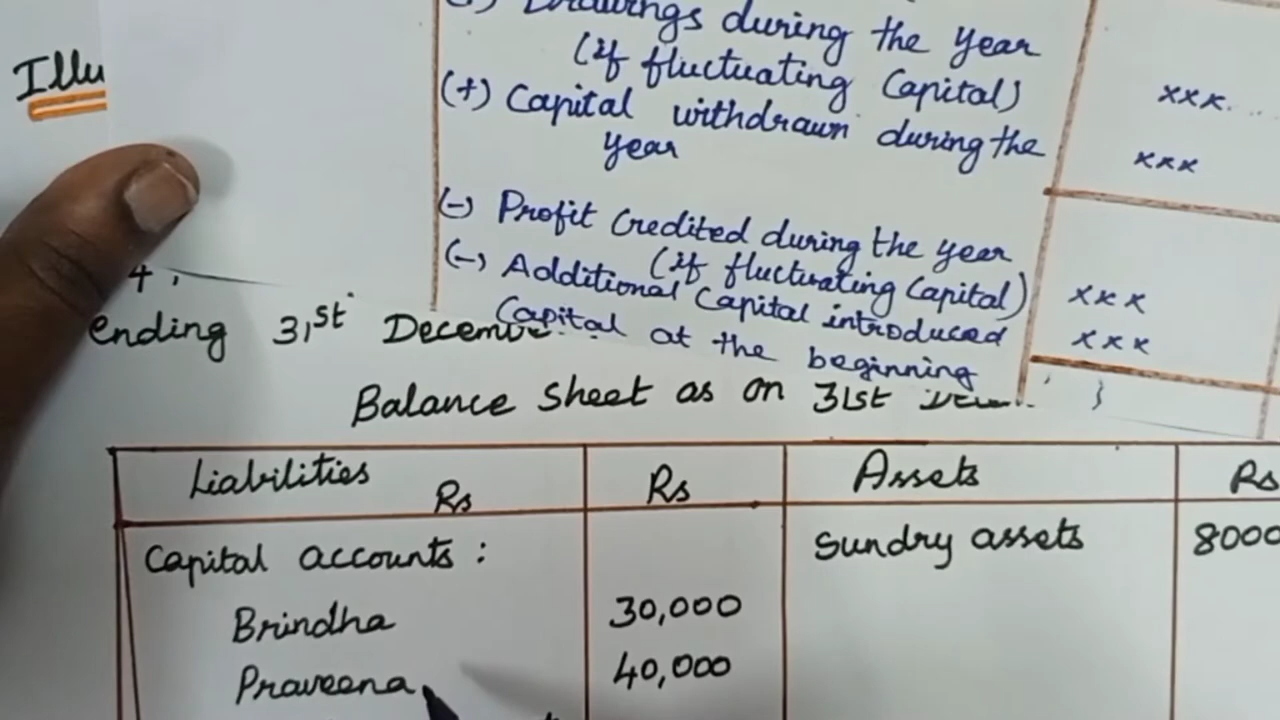 Drawings during the year
(if fluctuating Capital)
xxx...
(+) Capital withdrawn during the
year
xxx
(-) Profit Credited during the year
(if fluctuating Capital)
xxx
(-) Additional Capital introduced
xxx
Capital at the beginning
Illu
4,
ending 31st
Balance sheet as on 31st
Liabilities Rs Rs Assets Rs
Capital accounts : Sundry assets 8000
Brindha 30,000
Praveena 40,000